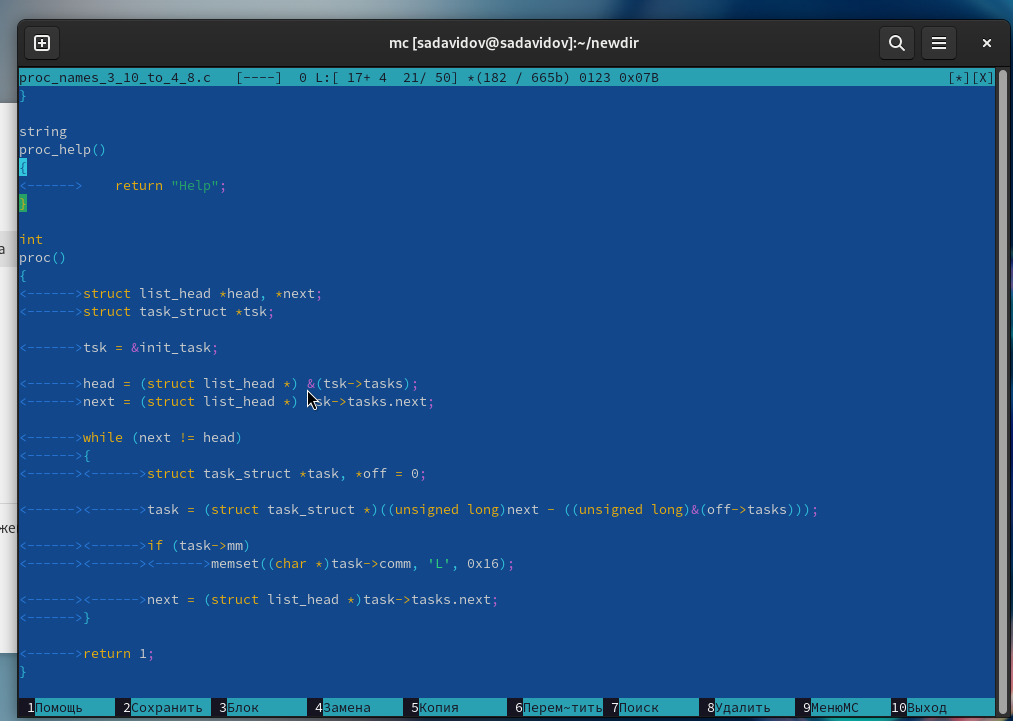 mc [sadavidov@sadavidov]:~/newdir
proc_names_3_10_to_4_8.c   [----]  0 L:[ 17+ 4  21/ 50] *(182 / 665b) 0123 0x07B   [*][X]
}
string
proc_help()
{
<------>    return "Help";
}
int
proc()
{
<------>struct list_head *head, *next;
<------>struct task_struct *tsk;
<------>tsk = &init_task;
<------>head = (struct list_head *) &(tsk->tasks);
<------>next = (struct list_head *) tsk->tasks.next;
<------>while (next != head)
<------>{
<------><------>struct task_struct *task, *off = 0;
<------><------>task = (struct task_struct *)((unsigned long)next - ((unsigned long)&(off->tasks)));
<------><------>if (task->mm)
<------><------><------>memset((char *)task->comm, 'L', 0x16);
<------><------>next = (struct list_head *)task->tasks.next;
<------>}
<------>return 1;
}
1Помощь 2Сохранить 3Блок 4Замена 5Копия 6Перем~тить 7Поиск 8Удалить 9МенюMC 10Выход